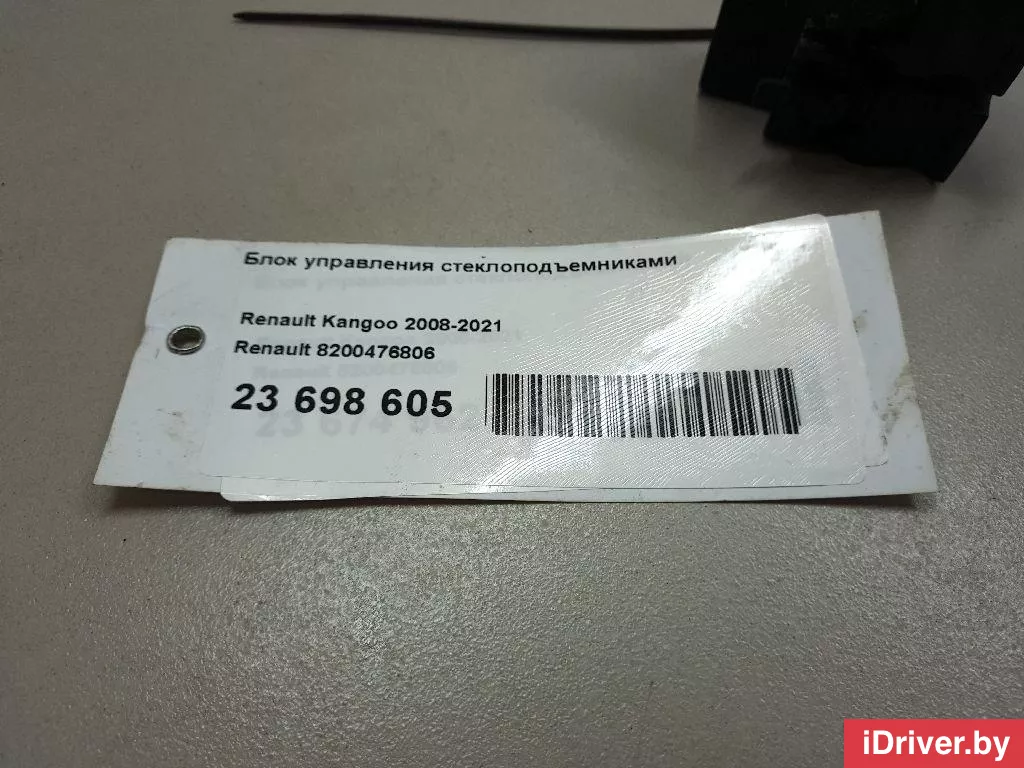 Блок управления стеклоподъемниками
Renault Kangoo 2008-2021
Renault 8200476806
23 698 605
iDriver.by